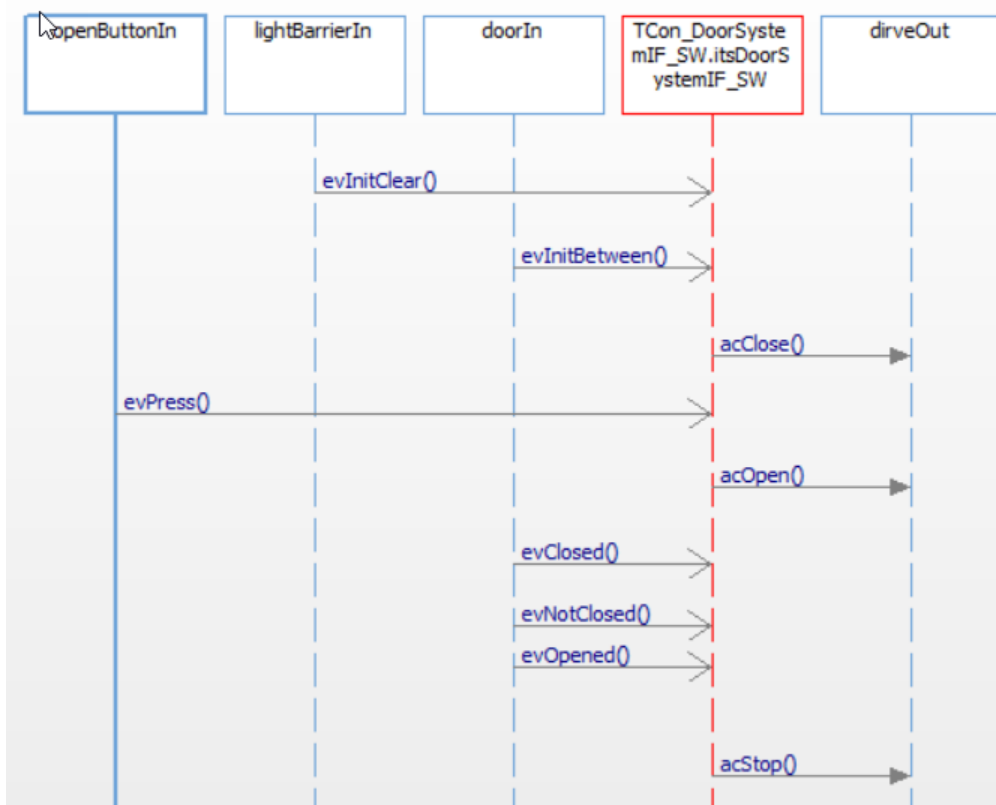 openButtonIn
lightBarrierIn
doorIn
TCon_DoorSyste
mIF_SW.itsDoorS
ystemIF_SW
dirveOut
evInitClear()
evInitBetween()
acClose()
evPress()
acOpen()
evClosed()
evNotClosed()
evOpened()
acStop()